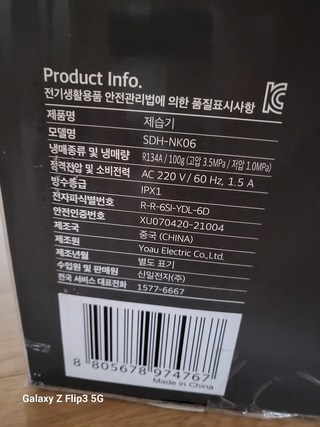 Product Info.
전기생활용품 안전관리법에 의한 품질표시사항
제품명 제습기
모델명 SDH-NK06
냉매종류 및 냉매량 R134A / 100g (고압 3.5MPa / 저압 1.0MPa)
정격전압 및 소비전력 AC 220 V / 60 Hz, 1.5 A
방수등급 IPX1
전자파식별번호 R-R-6SI-YDL-6D
안전인증번호 XU070420-21004
제조국 중국 (CHINA)
제조원 Yoau Electric Co.,Ltd.
제조년월 별도 표기
수입원 및 판매원 신일전자(주)
전국 서비스 대표전화 1577-6667
8 805678 974767
Made in China
Galaxy Z Flip3 5G